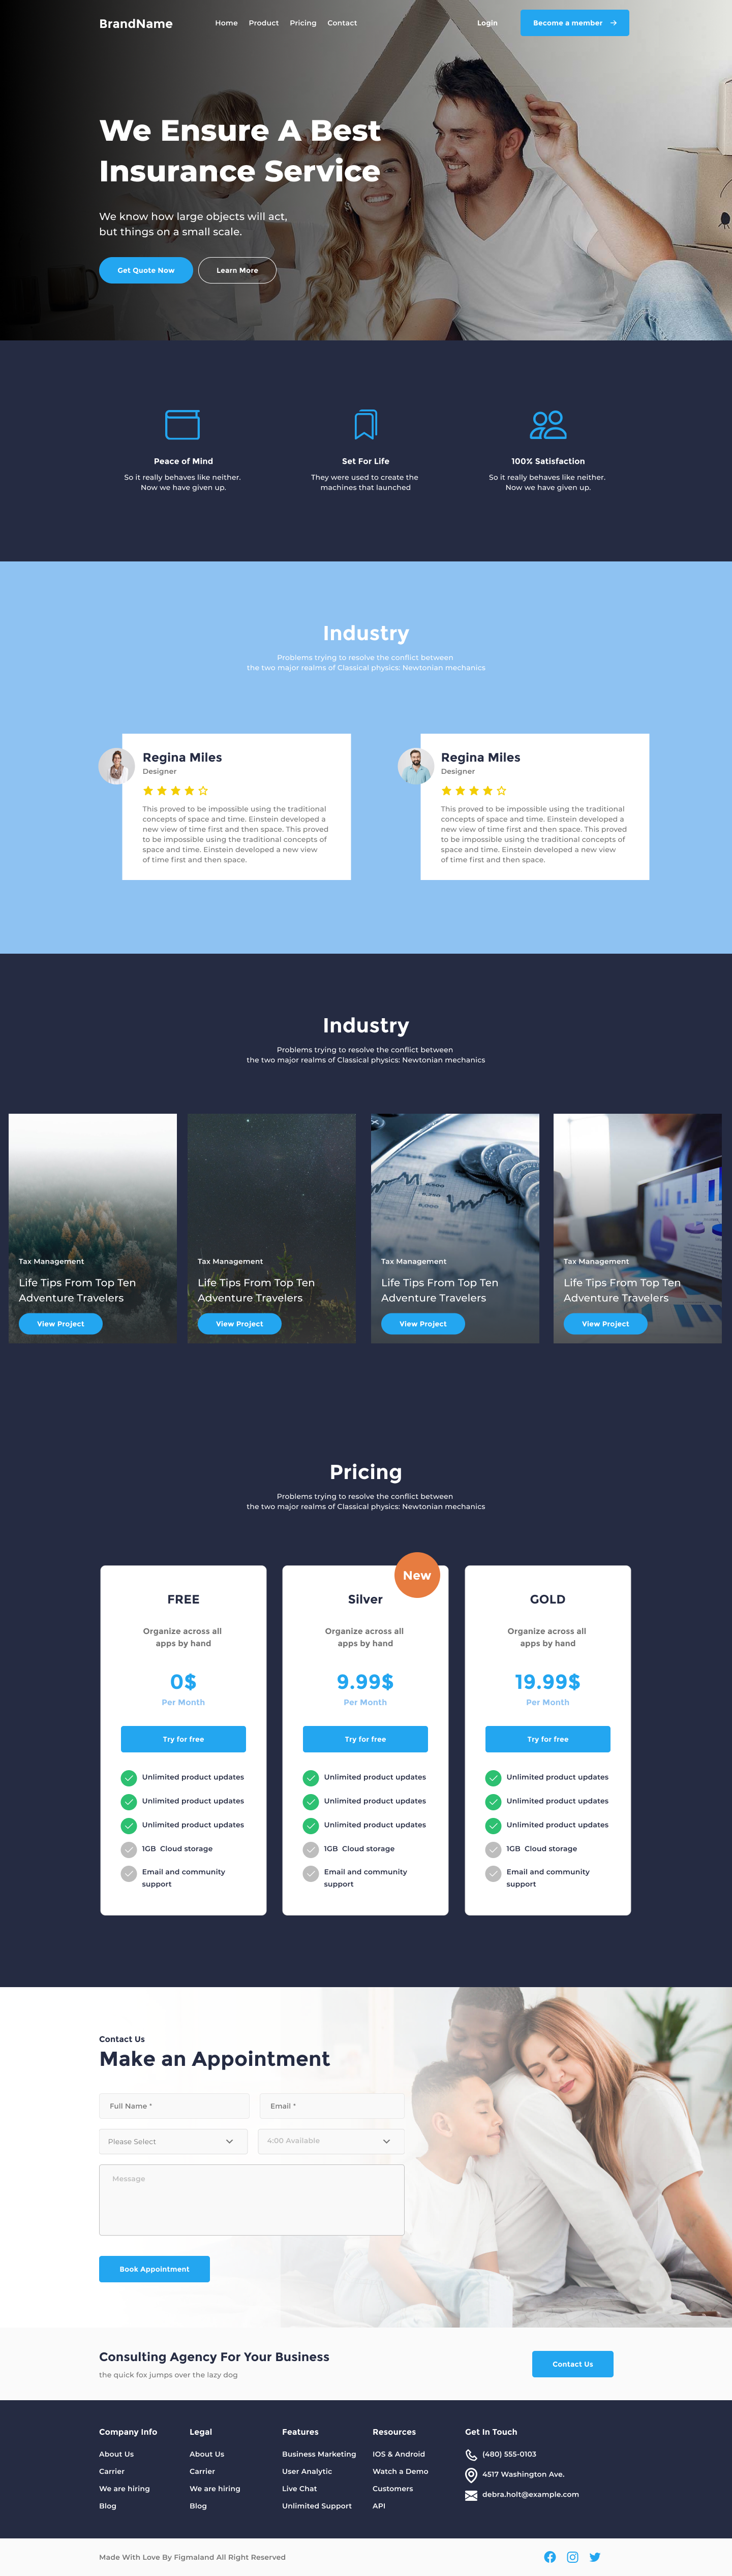 BrandName
Home Product Pricing Contact
Login
Become a member
We Ensure A Best
Insurance Service
We know how large objects will act,
but things on a small scale.
Get Quote Now
Learn More
Peace of Mind
So it really behaves like neither.
Now we have given up.
Set For Life
They were used to create the
machines that launched
100% Satisfaction
So it really behaves like neither.
Now we have given up.
Industry
Problems trying to resolve the conflict between
the two major realms of Classical physics: Newtonian mechanics
Regina Miles
Designer
This proved to be impossible using the traditional
concepts of space and time. Einstein developed a
new view of time first and then space. This proved
to be impossible using the traditional concepts of
space and time. Einstein developed a new view
of time first and then space.
Regina Miles
Designer
This proved to be impossible using the traditional
concepts of space and time. Einstein developed a
new view of time first and then space. This proved
to be impossible using the traditional concepts of
space and time. Einstein developed a new view
of time first and then space.
Industry
Problems trying to resolve the conflict between
the two major realms of Classical physics: Newtonian mechanics
Tax Management
Life Tips From Top Ten
Adventure Travelers
View Project
Tax Management
Life Tips From Top Ten
Adventure Travelers
View Project
Tax Management
Life Tips From Top Ten
Adventure Travelers
View Project
Tax Management
Life Tips From Top Ten
Adventure Travelers
View Project
Pricing
Problems trying to resolve the conflict between
the two major realms of Classical physics: Newtonian mechanics
FREE
Organize across all
apps by hand
0$
Per Month
Try for free
Unlimited product updates
Unlimited product updates
Unlimited product updates
1GB Cloud storage
Email and community
support
New
Silver
Organize across all
apps by hand
9.99$
Per Month
Try for free
Unlimited product updates
Unlimited product updates
Unlimited product updates
1GB Cloud storage
Email and community
support
GOLD
Organize across all
apps by hand
19.99$
Per Month
Try for free
Unlimited product updates
Unlimited product updates
Unlimited product updates
1GB Cloud storage
Email and community
support
Contact Us
Make an Appointment
Full Name *
Email *
Please Select
4:00 Available
Message
Book Appointment
Consulting Agency For Your Business
the quick fox jumps over the lazy dog
Contact Us
Company Info
About Us
Carrier
We are hiring
Blog
Legal
About Us
Carrier
We are hiring
Blog
Features
Business Marketing
User Analytic
Live Chat
Unlimited Support
Resources
IOS & Android
Watch a Demo
Customers
API
Get In Touch
(480) 555-0103
4517 Washington Ave.
debra.holt@example.com
Made With Love By Figmaland All Right Reserved